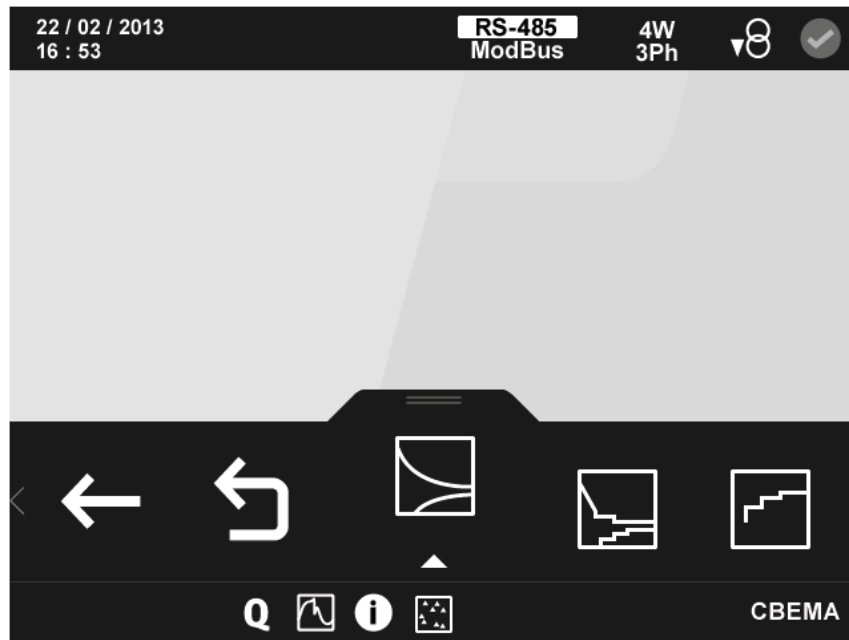 22 / 02 / 2013
16 : 53
RS-485
ModBus
4W
3Ph
Q
i
CBEMA